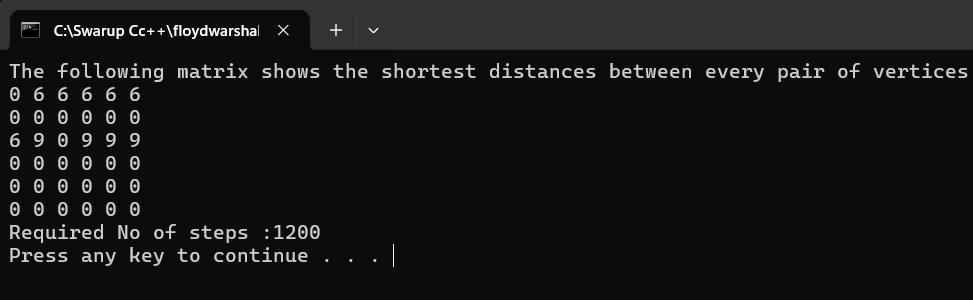 C:\Swarup Cc++\floydwarshal
The following matrix shows the shortest distances between every pair of vertices
0 6 6 6 6 6
0 0 0 0 0 0
6 9 0 9 9 9
0 0 0 0 0 0
0 0 0 0 0 0
0 0 0 0 0 0
Required No of steps :1200
Press any key to continue . . .